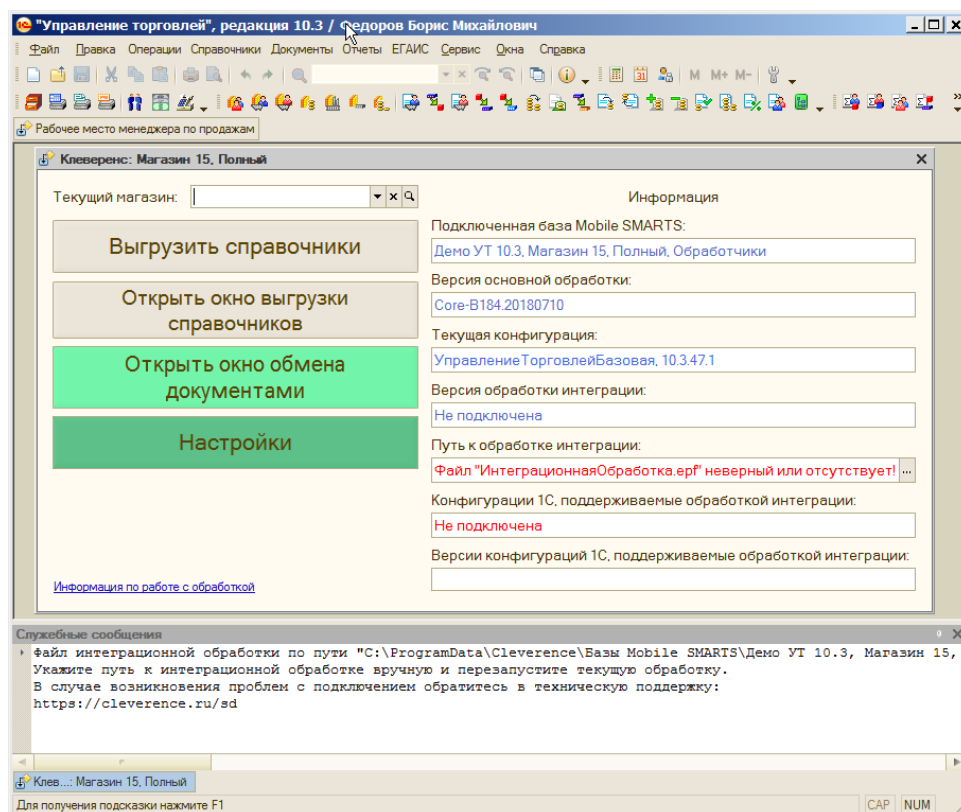 "Управление торговлей", редакция 10.3 / Федоров Борис Михайлович
Файл Правка Операции Справочники Документы Отчеты ЕГАИС Сервис Окна Справка
M M+ M-
Рабочее место менеджера по продажам
Клеверенс: Магазин 15, Полный
Текущий магазин:
Выгрузить справочники
Открыть окно выгрузки
справочников
Открыть окно обмена
документами
Настройки
Информация по работе с обработкой
Информация
Подключенная база Mobile SMARTS:
Демо УТ 10.3, Магазин 15, Полный, Обработчики
Версия основной обработки:
Core-B184.20180710
Текущая конфигурация:
УправлениеТорговлейБазовая, 10.3.47.1
Версия обработки интеграции:
Не подключена
Путь к обработке интеграции:
Файл "ИнтеграционнаяОбработка.epf" неверный или отсутствует! ...
Конфигурации 1С, поддерживаемые обработкой интеграции:
Не подключена
Версии конфигураций 1С, поддерживаемые обработкой интеграции:
Служебные сообщения
Файл интеграционной обработки по пути "C:\ProgramData\Cleverence\Базы Mobile SMARTS\Демо УТ 10.3, Магазин 15,
Укажите путь к интеграционной обработке вручную и перезапустите текущую обработку.
В случае возникновения проблем с подключением обратитесь в техническую поддержку:
https://cleverence.ru/sd
Клев...: Магазин 15, Полный
Для получения подсказки нажмите F1
CAP NUM